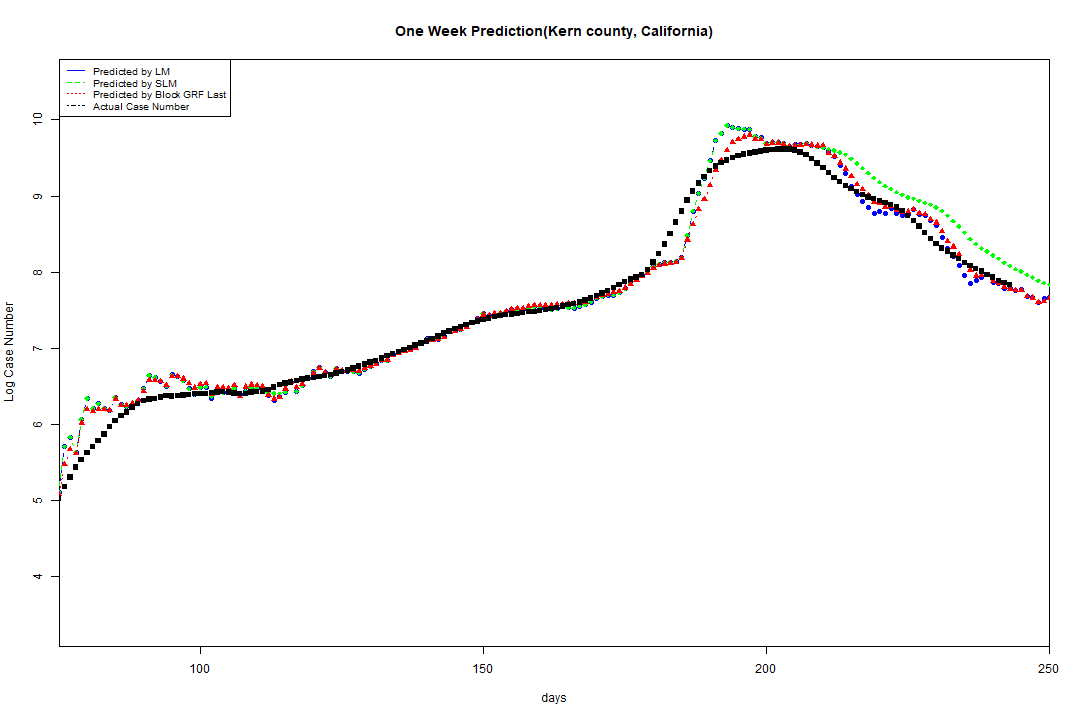 One Week Prediction(Kern county, California)
Predicted by LM
Predicted by SLM
Predicted by Block GRF Last
Actual Case Number
10
9
8
7
6
5
4
Log Case Number
100 150 200 250
days